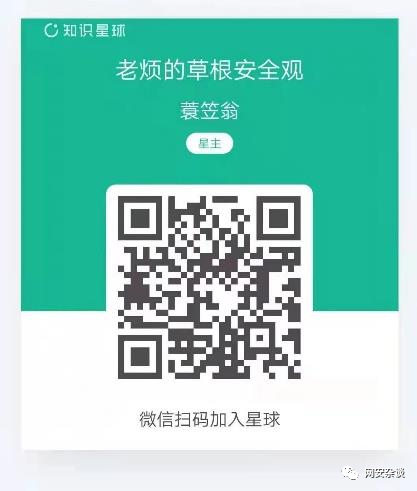 知识星球
老烦的草根安全观
蓑笠翁
星主
微信扫码加入星球
网安杂谈